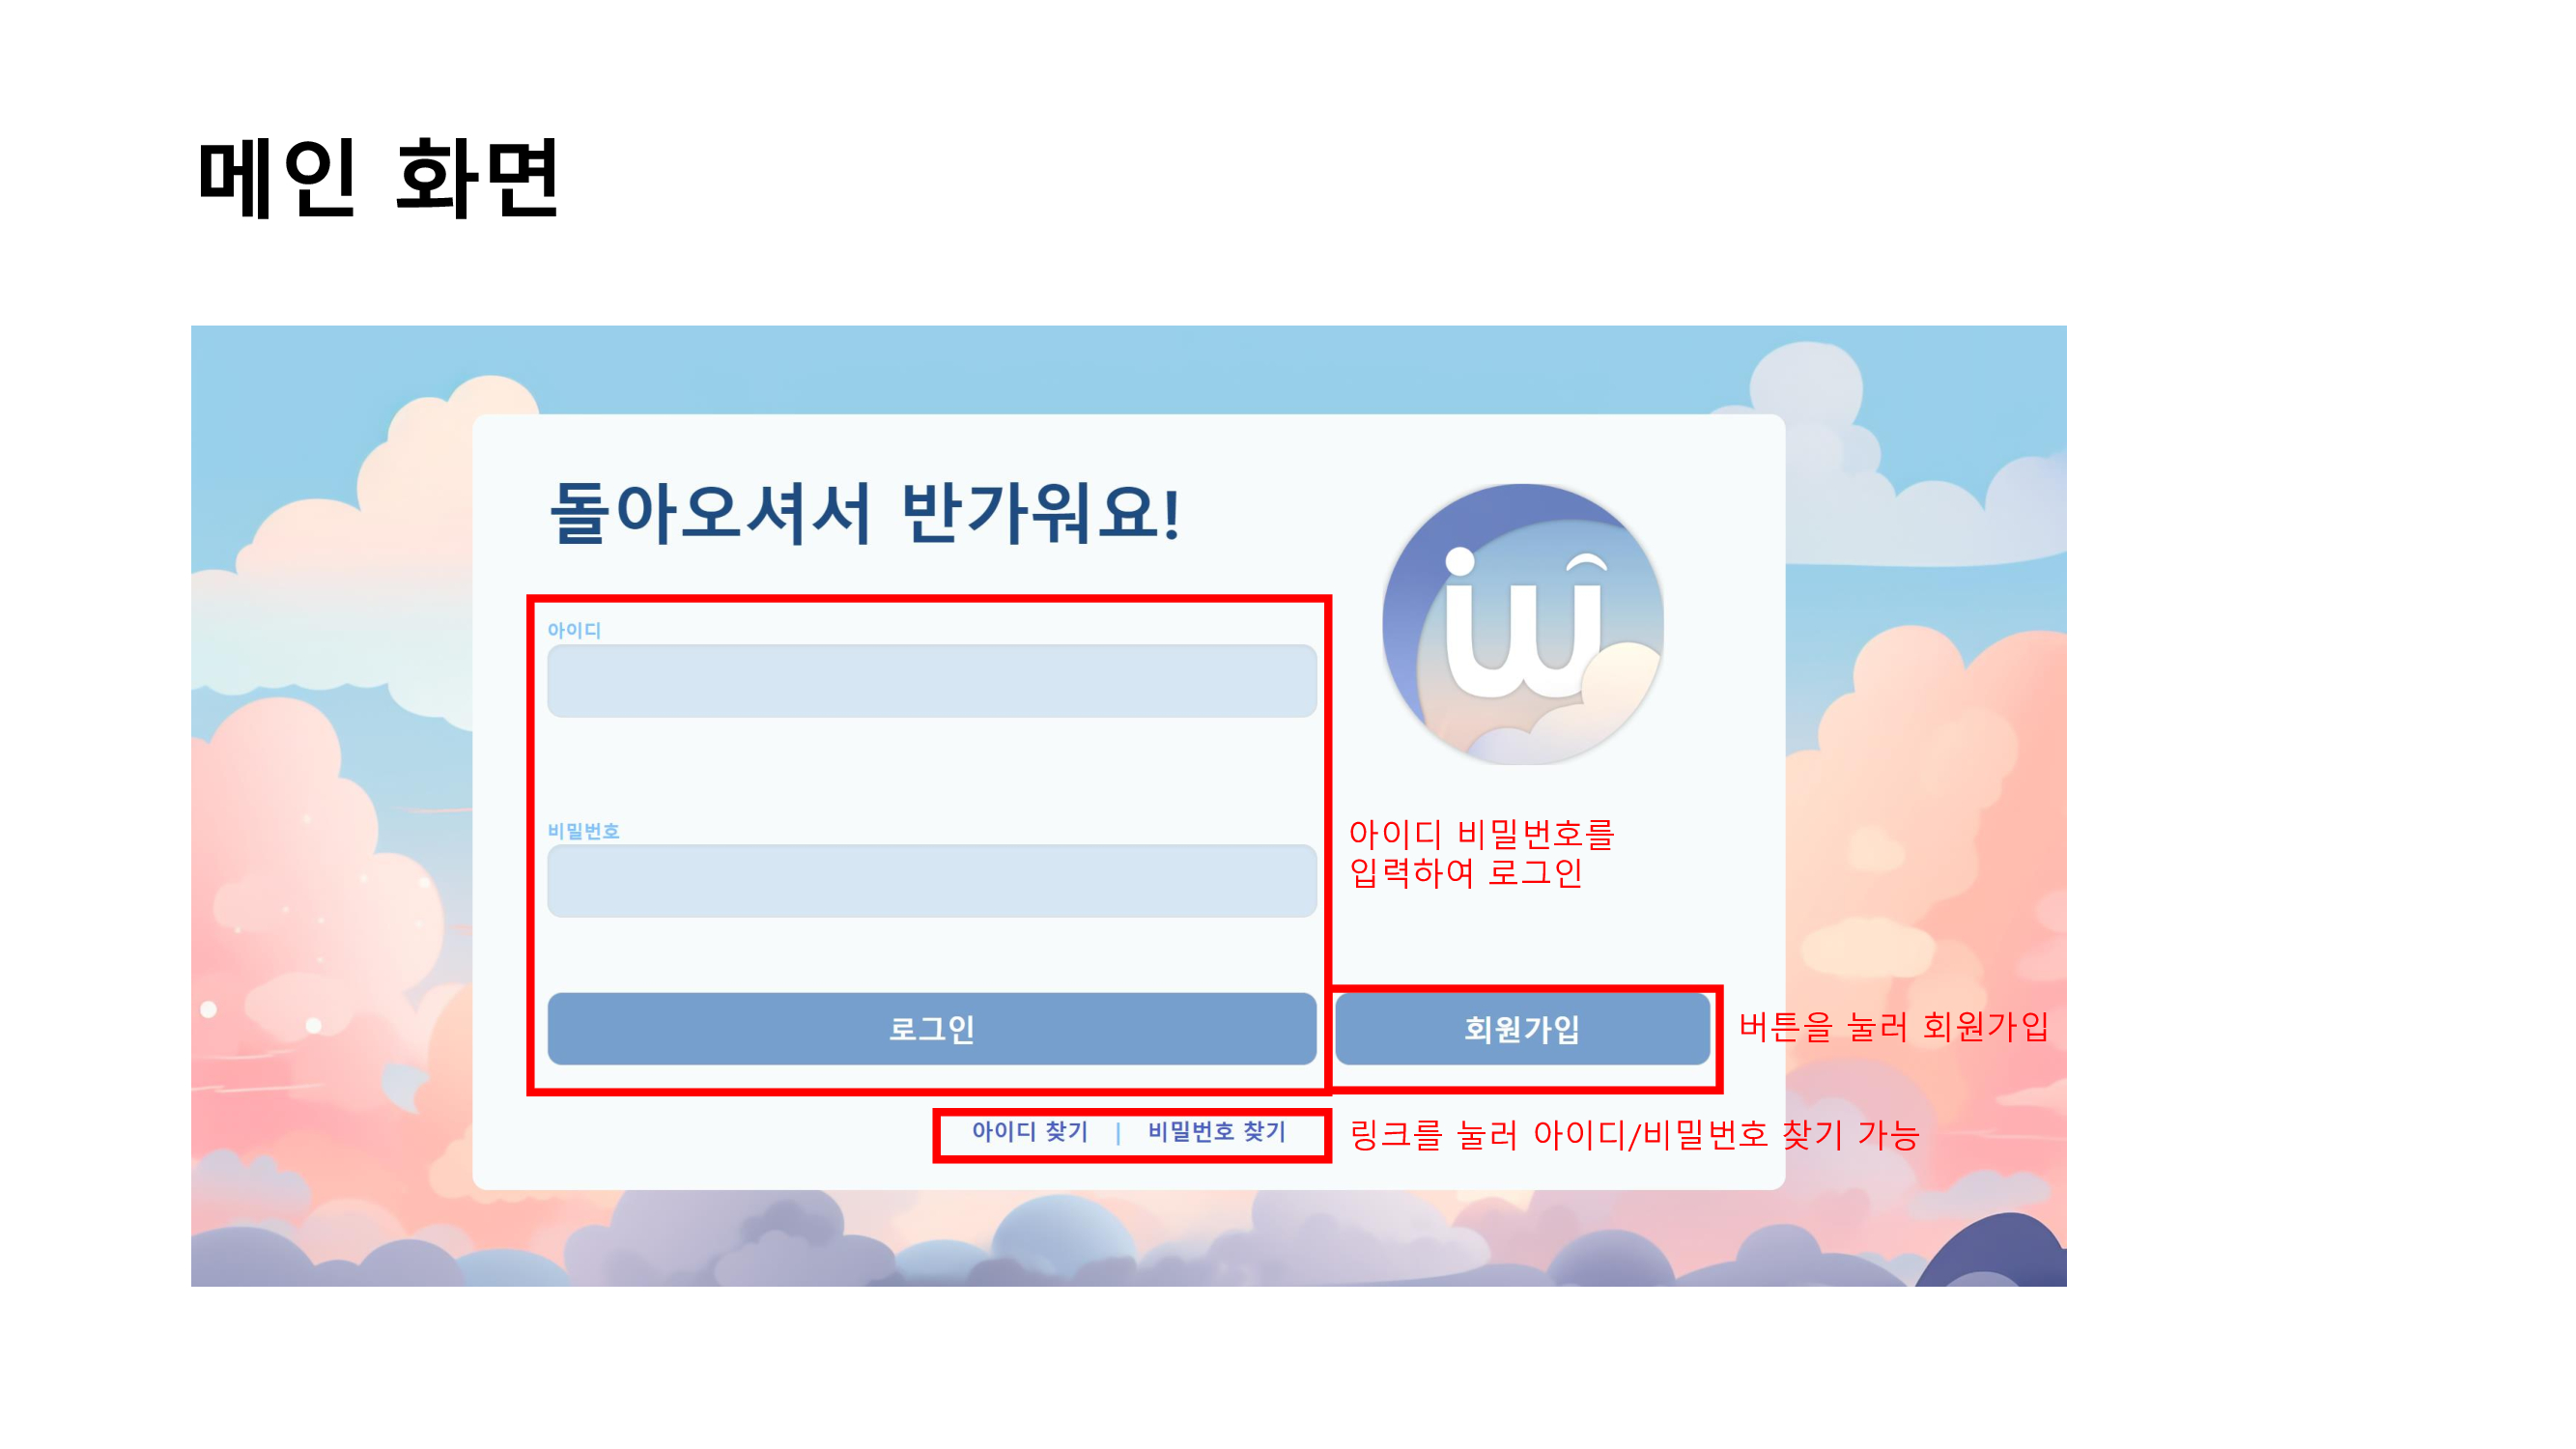 메인 화면
돌아오셔서 반가워요!
아이디
비밀번호
아이디 비밀번호를
입력하여 로그인
로그인
회원가입
버튼을 눌러 회원가입
아이디 찾기 | 비밀번호 찾기
링크를 눌러 아이디/비밀번호 찾기 가능